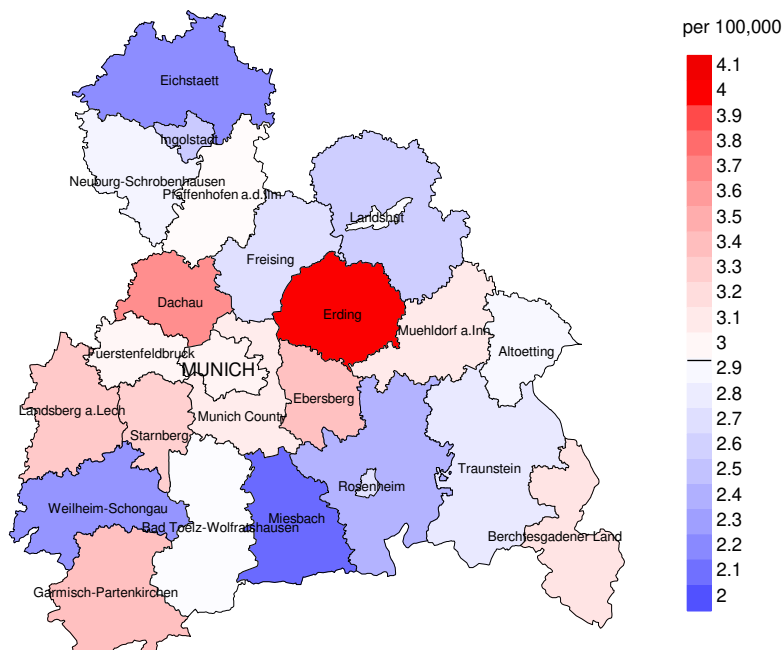 per 100,000
4.1
4
3.9
3.8
3.7
3.6
3.5
3.4
3.3
3.2
3.1
3
2.9
2.8
2.7
2.6
2.5
2.4
2.3
2.2
2.1
2
Eichstaett
Ingolstadt
Neuburg-Schrobenhausen
Pfaffenhofen a.d.Ilm
Landshut
Freising
Dachau
Erding
Muehldorf a.Inn
Fuerstenfeldbruck
Altoetting
MUNICH
Ebersberg
Landsberg a.Lech
Munich County
Starnberg
Traunstein
Rosenheim
Weilheim-Schongau
Miesbach
Bad Toelz-Wolfratshausen
Berchtesgadener Land
Garmisch-Partenkirchen